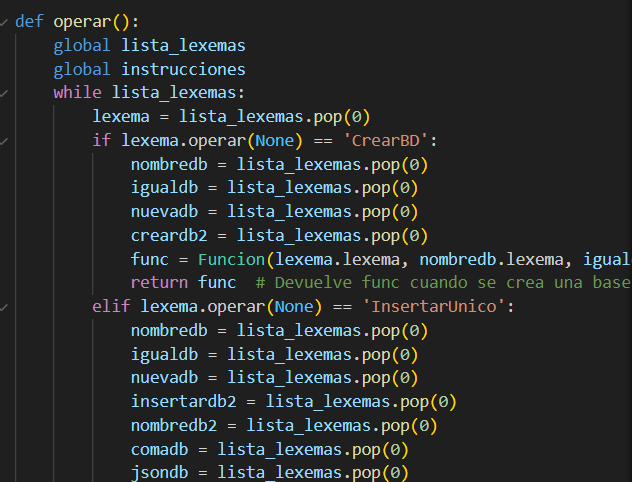 def operar():
    global lista_lexemas
    global instrucciones
    while lista_lexemas:
        lexema = lista_lexemas.pop(0)
        if lexema.operar(None) == 'CrearBD':
            nombredb = lista_lexemas.pop(0)
            igualdb = lista_lexemas.pop(0)
            nuevadb = lista_lexemas.pop(0)
            creardb2 = lista_lexemas.pop(0)
            func = Funcion(lexema.lexema, nombredb.lexema, igual
            return func  # Devuelve func cuando se crea una base
        elif lexema.operar(None) == 'InsertarUnico':
            nombredb = lista_lexemas.pop(0)
            igualdb = lista_lexemas.pop(0)
            nuevadb = lista_lexemas.pop(0)
            insertardb2 = lista_lexemas.pop(0)
            nombredb2 = lista_lexemas.pop(0)
            comadb = lista_lexemas.pop(0)
            jsondb = lista_lexemas.pop(0)